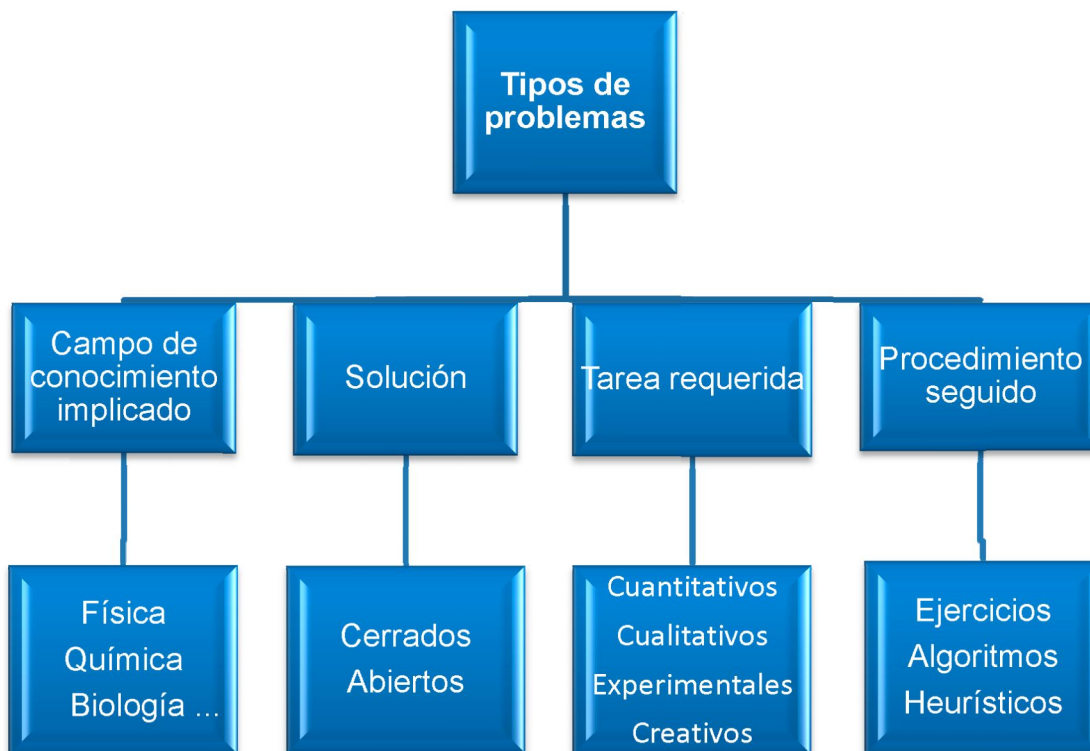 Tipos de
problemas
Campo de
conocimiento
implicado
Solución
Tarea requerida
Procedimiento
seguido
Física
Química
Biología ...
Cerrados
Abiertos
Cuantitativos
Cualitativos
Experimentales
Creativos
Ejercicios
Algoritmos
Heurísticos